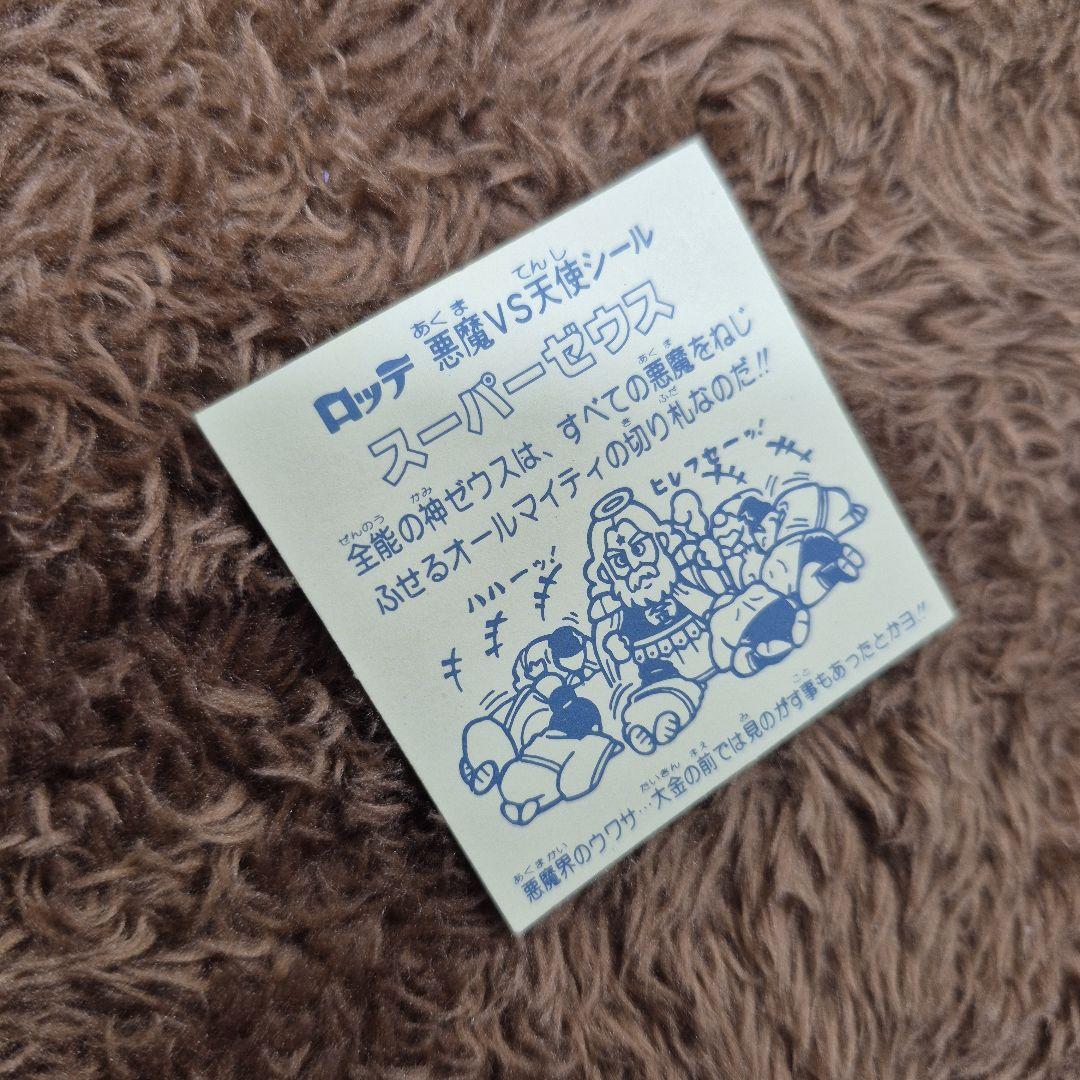 ロッテ 悪魔VS天使シール
スーパーゼウス
全能の神ゼウスは、すべての悪魔をねじ
ふせるオールマイティの切り札なのだ!!
ハハーッ!
ヒレフセーッ!
悪魔界のウワサ…大金の前では見のがす事もあったとかヨ!!